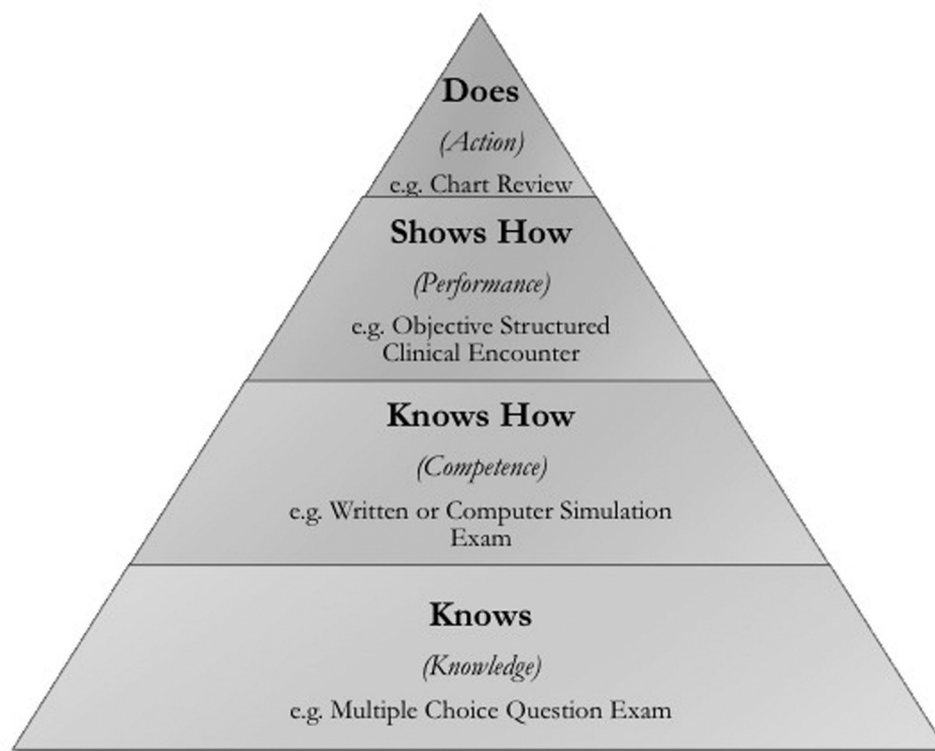 Does
(Action)
e.g. Chart Review
Shows How
(Performance)
e.g. Objective Structured
Clinical Encounter
Knows How
(Competence)
e.g. Written or Computer Simulation
Exam
Knows
(Knowledge)
e.g. Multiple Choice Question Exam